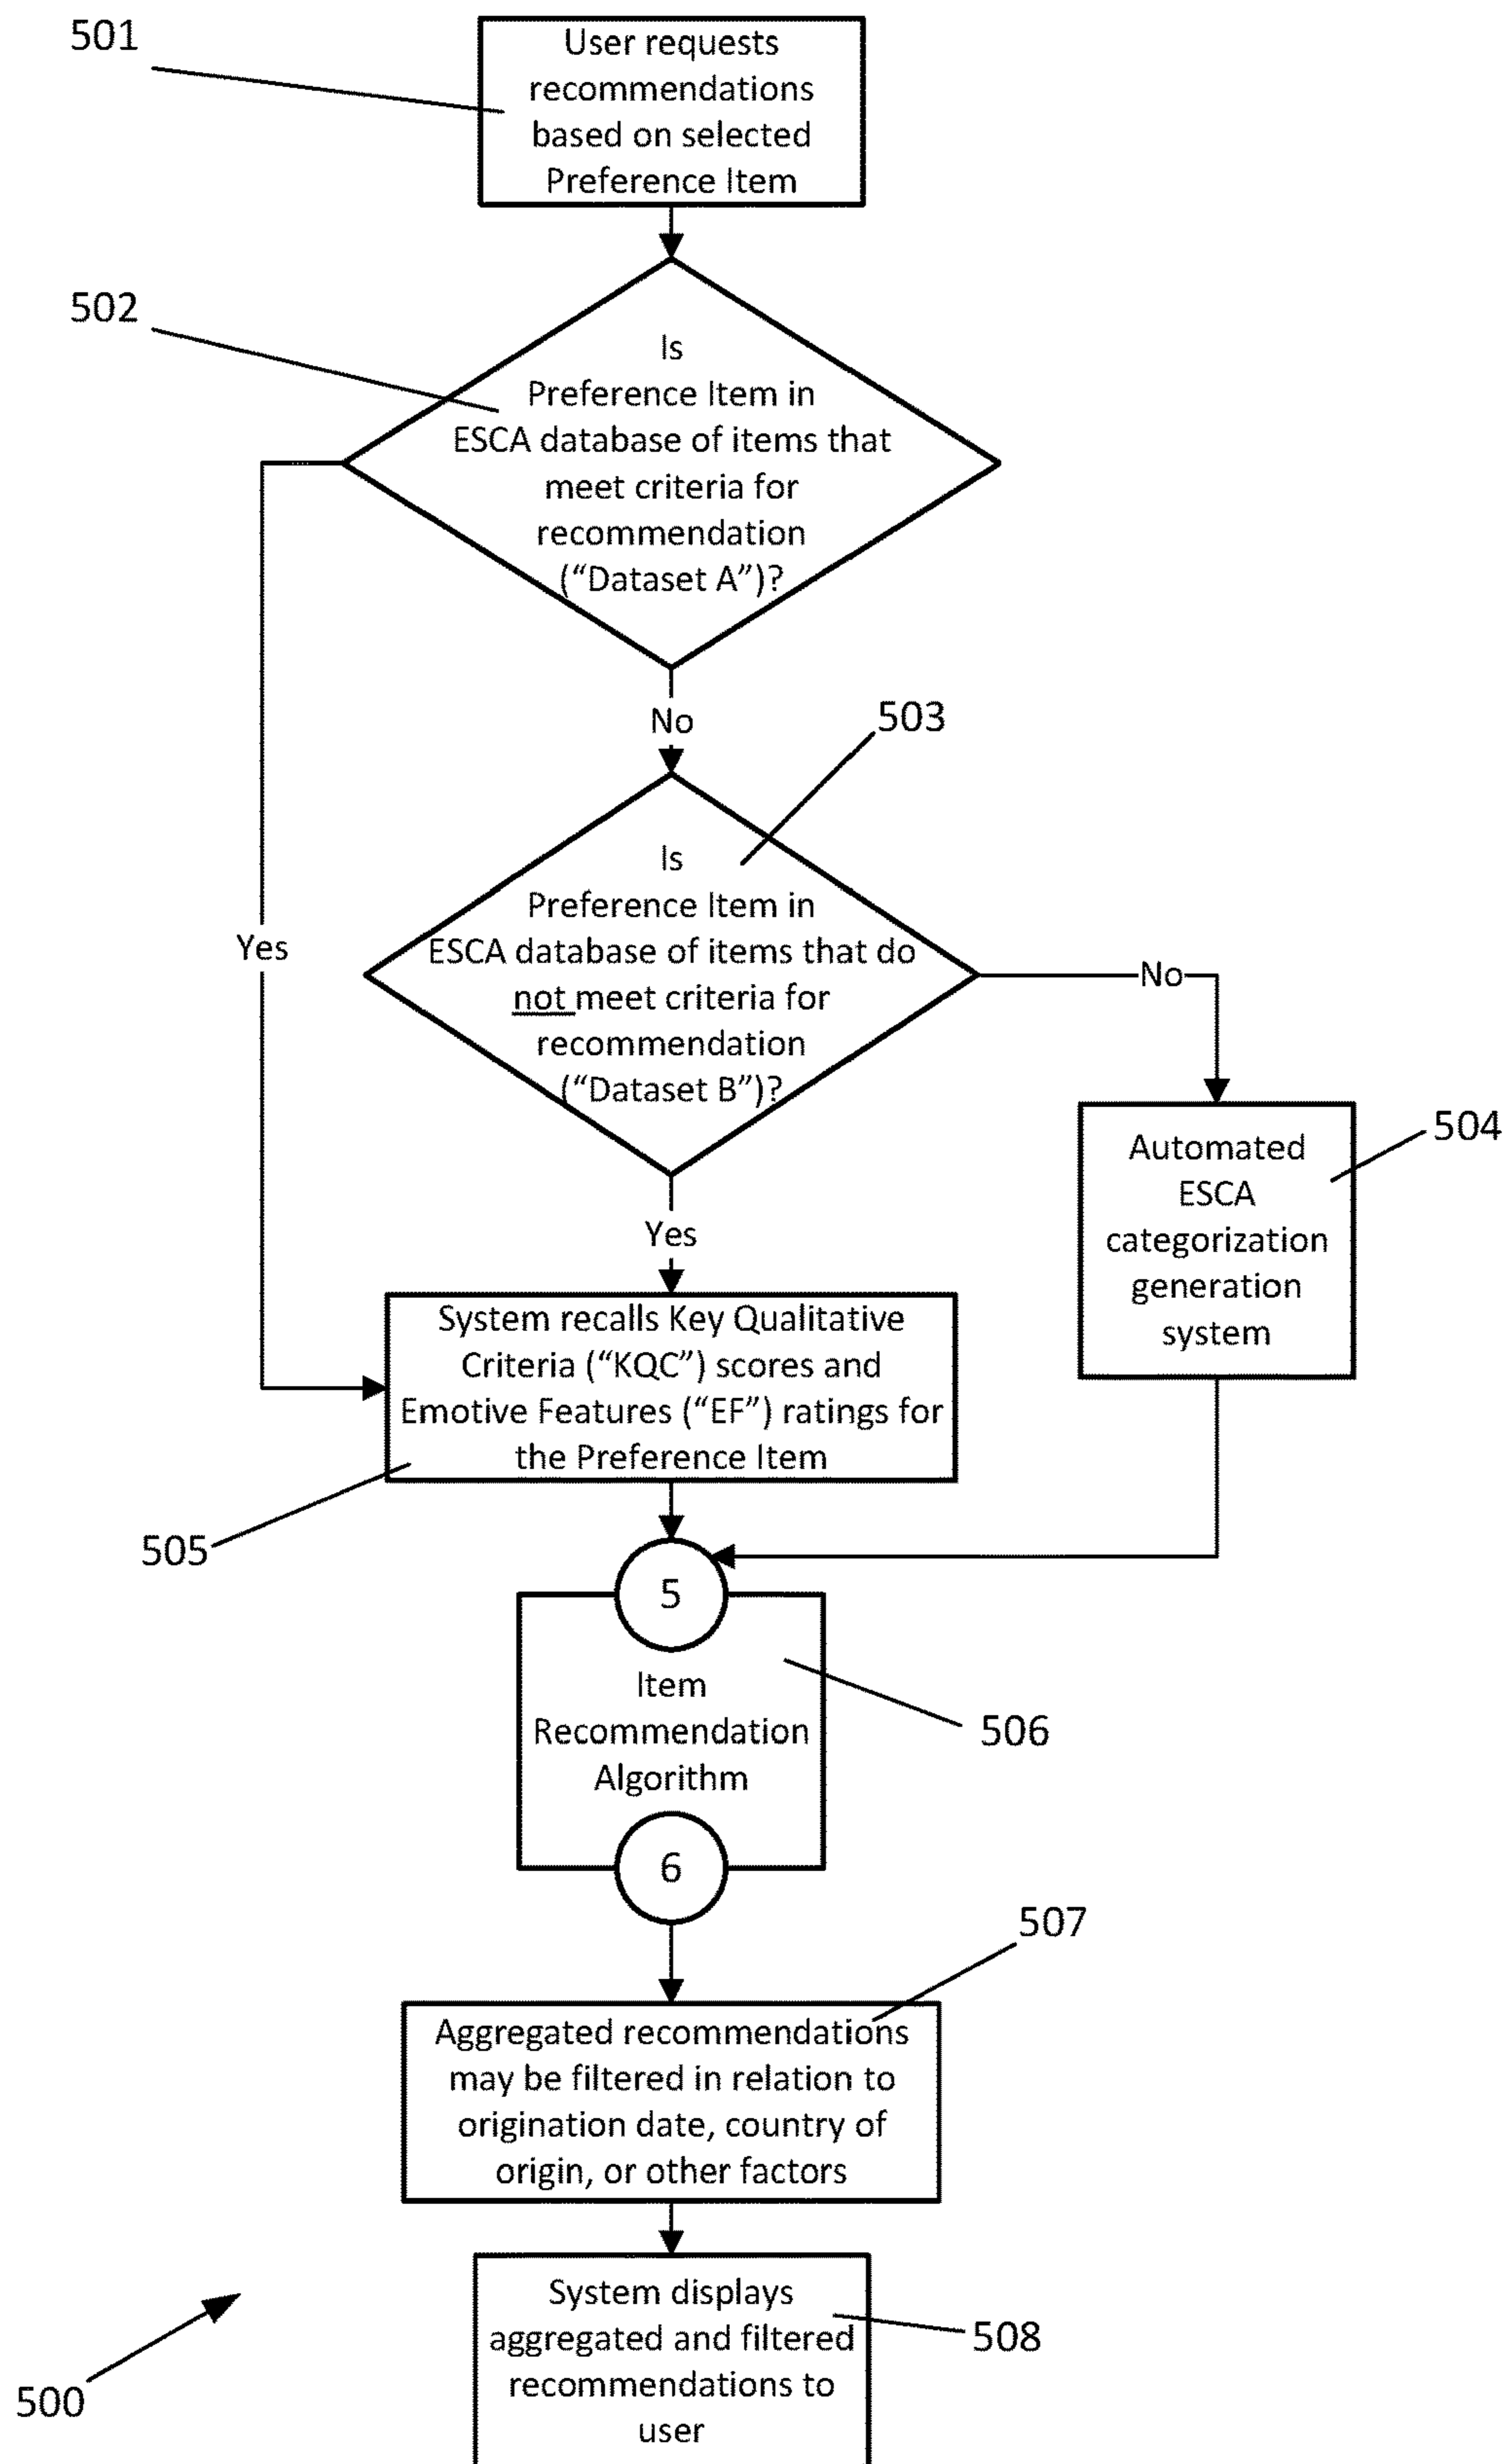 501
User requests
recommendations
based on selected
Preference Item
502
Is
Preference Item in
ESCA database of items that
meet criteria for
recommendation
(“Dataset A”)?
No
503
Yes
Is
Preference Item in
ESCA database of items that do
not meet criteria for
recommendation
(“Dataset B”)?
No
504
Automated
ESCA
categorization
generation
system
Yes
System recalls Key Qualitative
Criteria (“KQC”) scores and
Emotive Features (“EF”) ratings for
the Preference Item
505
5
Item
Recommendation
Algorithm
506
6
507
Aggregated recommendations
may be filtered in relation to
origination date, country of
origin, or other factors
System displays
aggregated and filtered
recommendations to
user
508
500